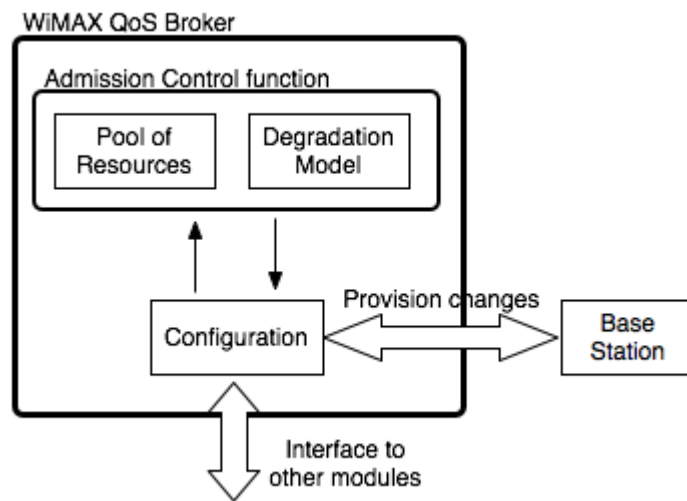 WiMAX QoS Broker
Admission Control function
Pool of
Resources
Degradation
Model
Provision changes
Configuration
Base
Station
Interface to
other modules